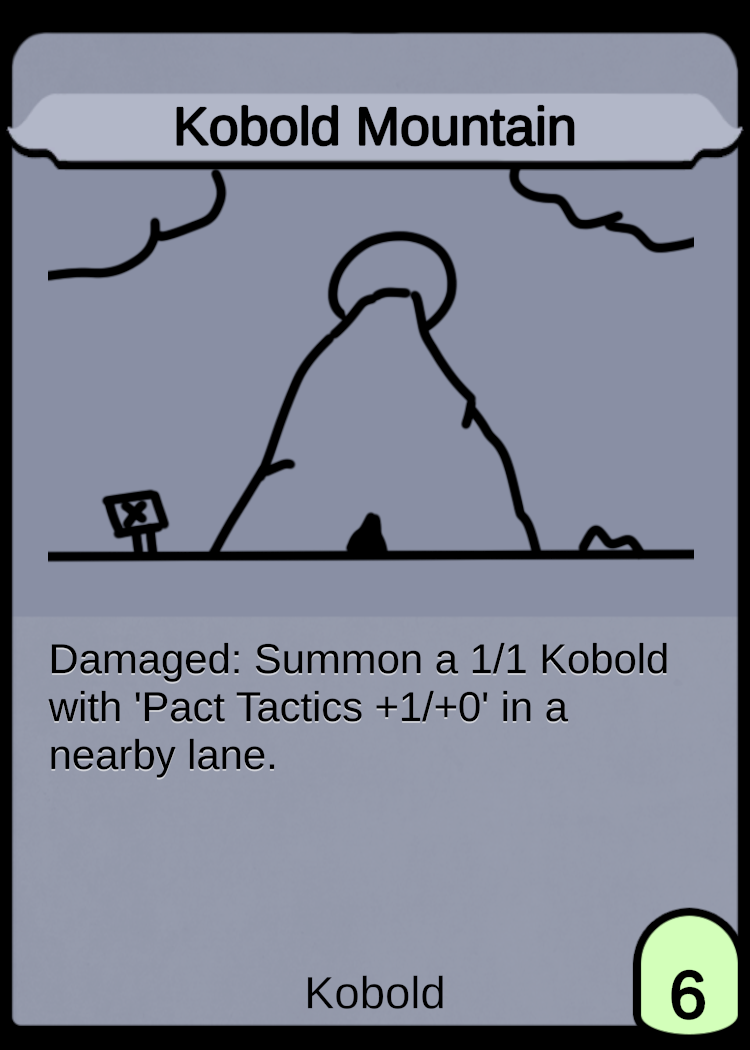 Kobold Mountain
X
Damaged: Summon a 1/1 Kobold
with 'Pact Tactics +1/+0' in a
nearby lane.
Kobold
6